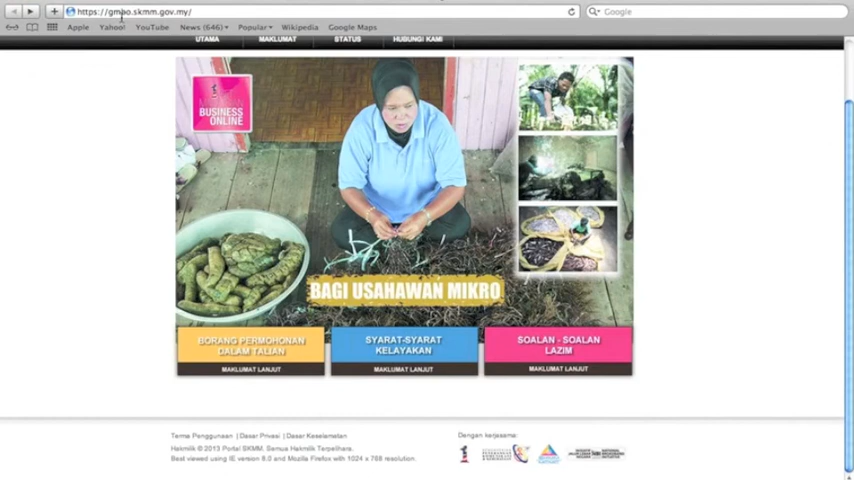 https://gmbo.skmm.gov.my/
Google
Apple Yahoo! YouTube News (646) Popular Wikipedia Google Maps
UTAMA MAKLUMAT STATUS HUBUNGI KAMI
BUSINESS
ONLINE
BAGI USAHAWAN MIKRO
BORANG PERMOHONAN
DALAM TALIAN
MAKLUMAT LANJUT
SYARAT-SYARAT
KELAYAKAN
MAKLUMAT LANJUT
SOALAN - SOALAN
LAZIM
MAKLUMAT LANJUT
Terma Penggunaan | Dasar Privasi | Dasar Keselamatan
Hakmilik © 2013 Portal SKMM, Semua Hakmilik Terpelihara.
Best viewed using IE version 8.0 and Mozilla Firefox with 1024 x 768 resolution.
Dengan kerjasama: